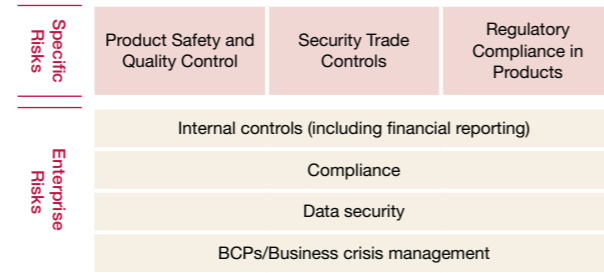 Specific
Risks
Product Safety and
Quality Control
Security Trade
Controls
Regulatory
Compliance in
Products
Enterprise
Risks
Internal controls (including financial reporting)
Compliance
Data security
BCPs/Business crisis management